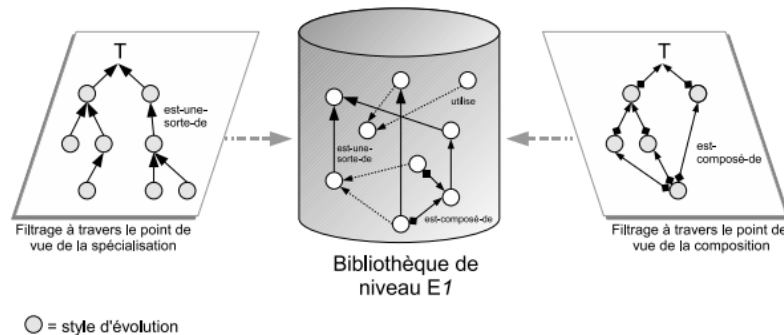 T
est-une-
sorte-de
Filtrage à travers le point de
vue de la spécialisation
utilise
est-une-
sorte-de
est-composé-de
Bibliothèque de
niveau E1
T
est-
composé-de
Filtrage à travers le point de
vue de la composition
= style d'évolution